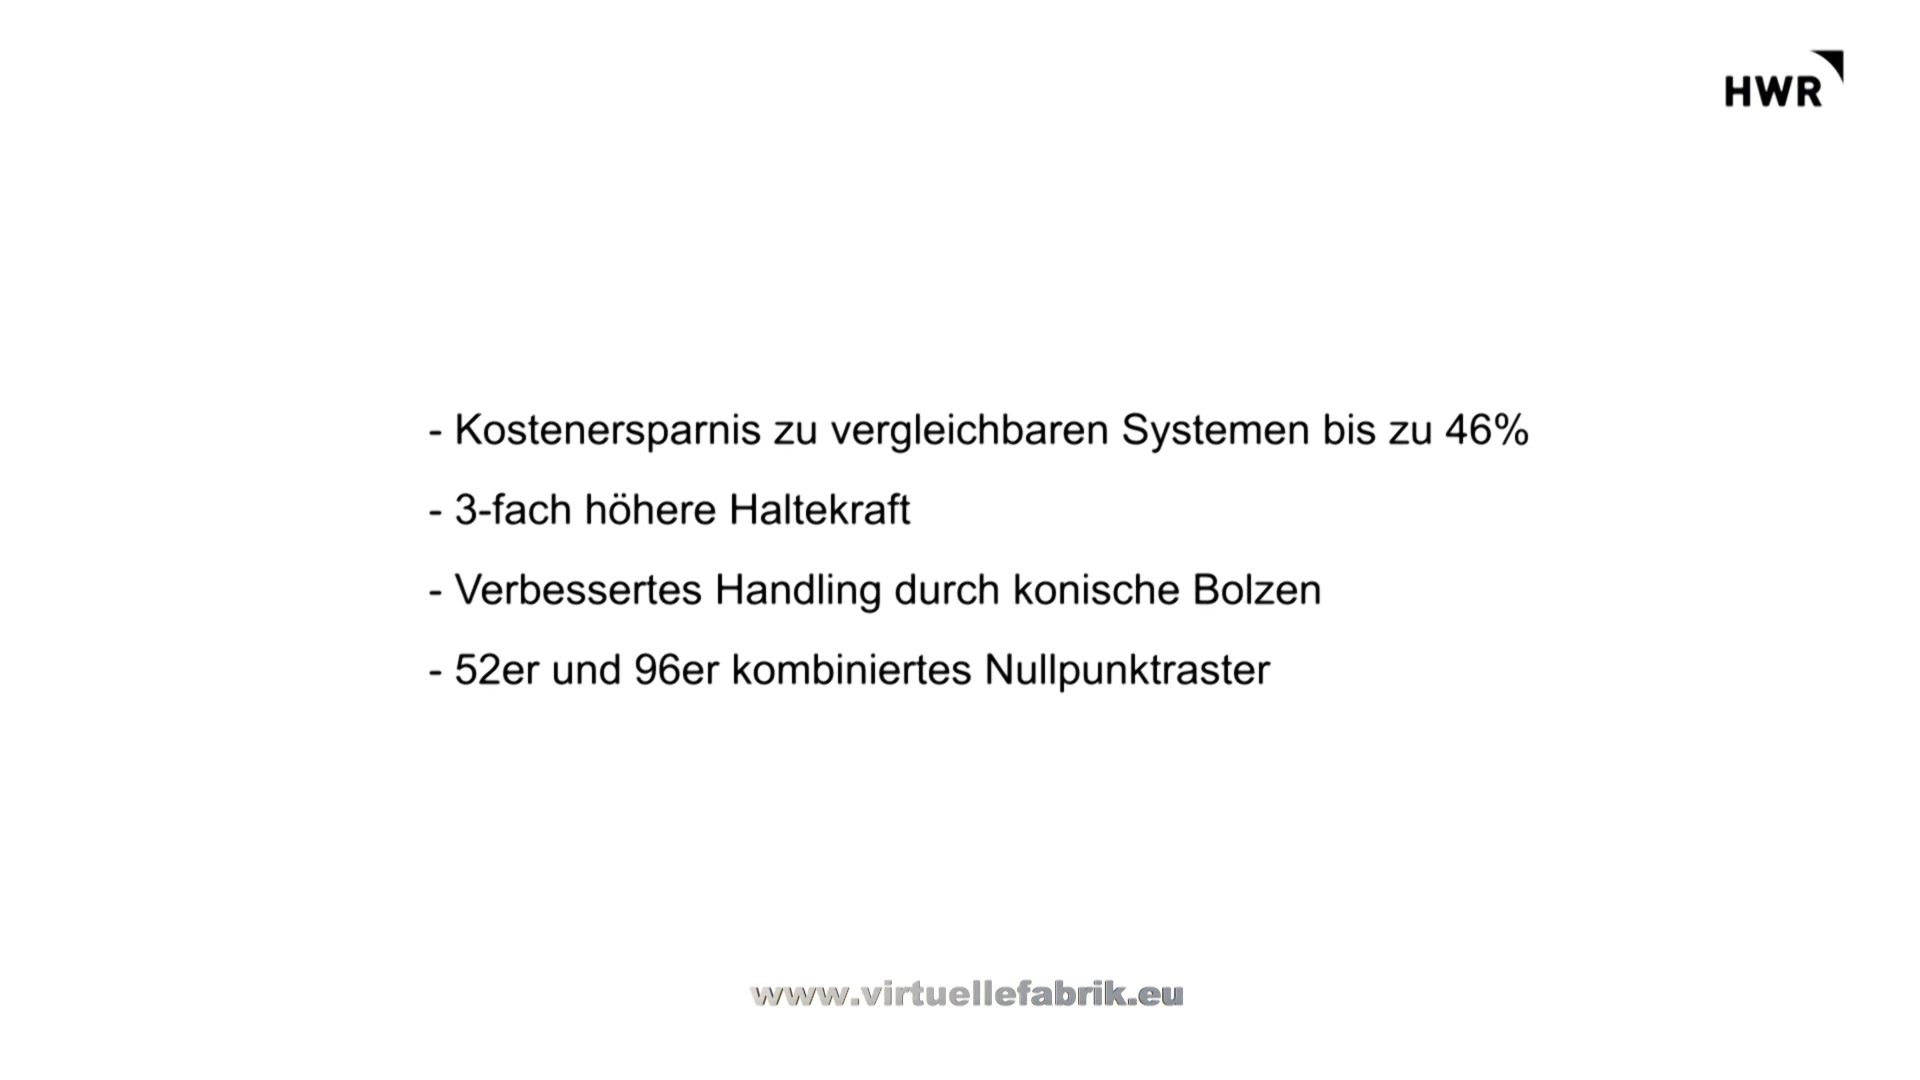 HWR
- Kostenersparnis zu vergleichbaren Systemen bis zu 46%
- 3-fach höhere Haltekraft
- Verbessertes Handling durch konische Bolzen
- 52er und 96er kombiniertes Nullpunktraster
www.virtuellefabrik.eu